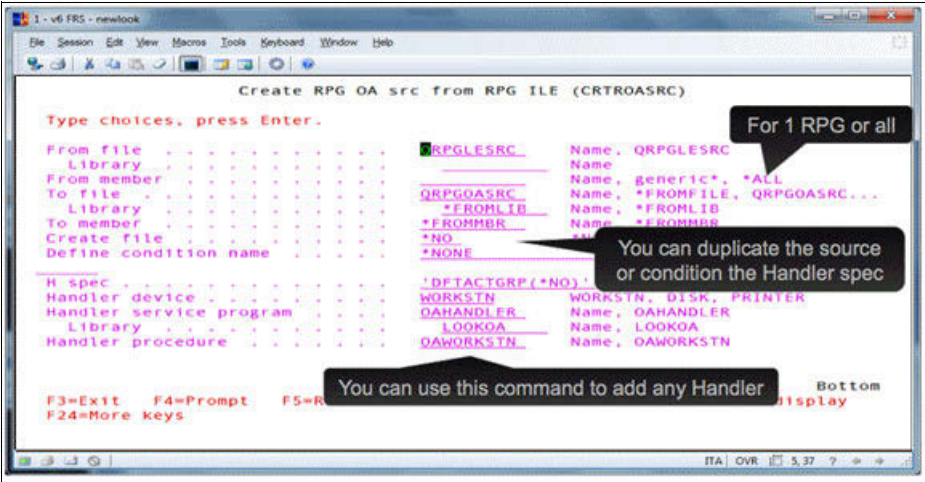 1 - v6 FRS - newlook
File Session Edit View Macros Tools Keyboard Window Help
Create RPG OA src from RPG ILE (CRTROASRC)
Type choices, press Enter.
For 1 RPG or all
From file . . . . . . . . . . . QRPGLESRC Name, QRPGLESRC
Library . . . . . . . . . . . Name
From member . . . . . . . . . . Name, generic*, *ALL
To file . . . . . . . . . . . . QRPGOASRC Name, *FROMFILE, QRPGOASRC...
Library . . . . . . . . . . . *FROMLIB Name, *FROMLIB
To member . . . . . . . . . . . *FROMMBR Name, *FROMMBR
Create file . . . . . . . . . . *NO
Define condition name . . . . . *NONE
You can duplicate the source
or condition the Handler spec
H spec . . . . . . . . . . . . . 'DFTACTGRP(*NO)'
Handler device . . . . . . . . . WORKSTN WORKSTN, DISK, PRINTER
Handler service program . . . . OAHANDLER Name, OAHANDLER
Library . . . . . . . . . . . LOOKOA Name, LOOKOA
Handler procedure . . . . . . . OAWORKSTN Name, OAWORKSTN
You can use this command to add any Handler
Bottom
F3=Exit F4=Prompt F5=R
F24=More keys
ITA OVR 5,37 ?